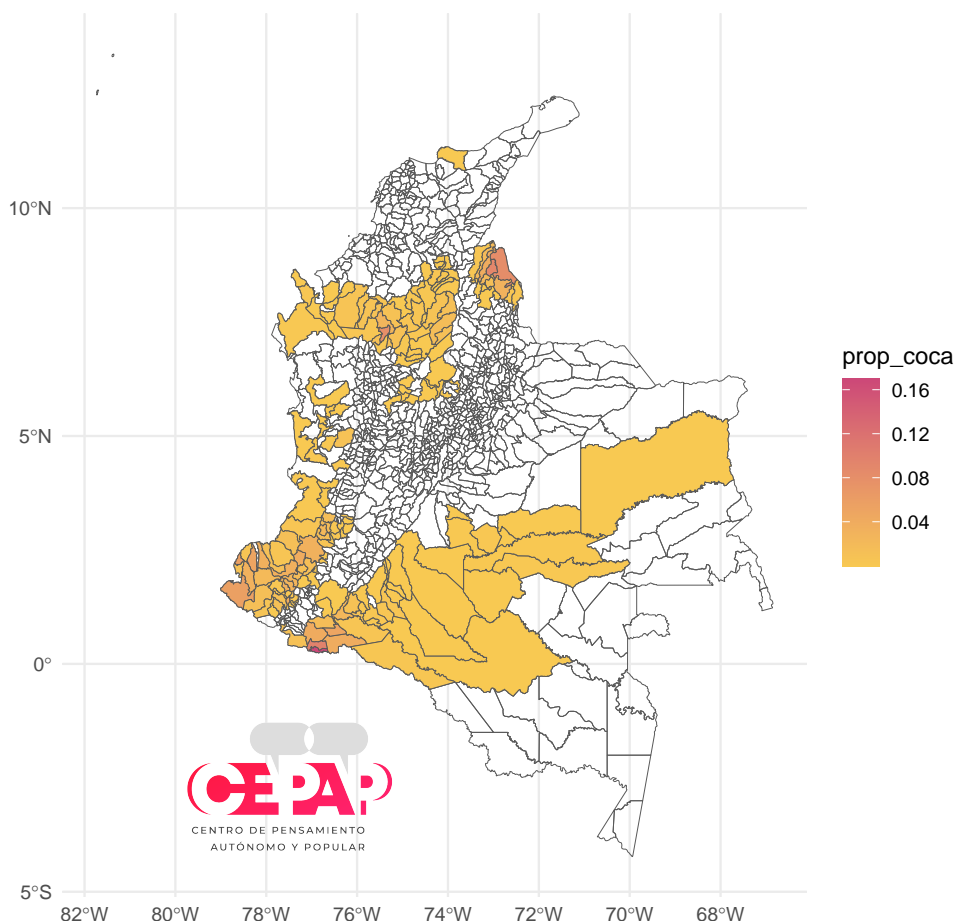 10°N
5°N
0°
5°S
82°W 80°W 78°W 76°W 74°W 72°W 70°W 68°W
prop_coca
0.16
0.12
0.08
0.04
CEPAP
CENTRO DE PENSAMIENTO
AUTÓNOMO Y POPULAR